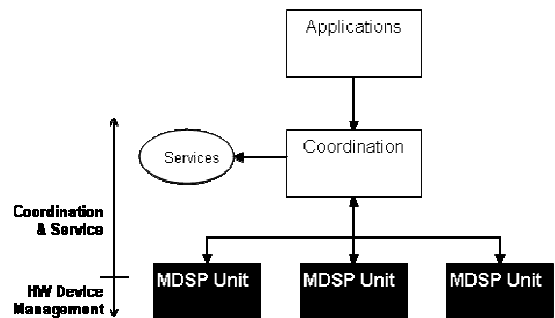 Applications
Coordination
Services
Coordination
& Service
MDSP Unit
MDSP Unit
MDSP Unit
HW Device
Management